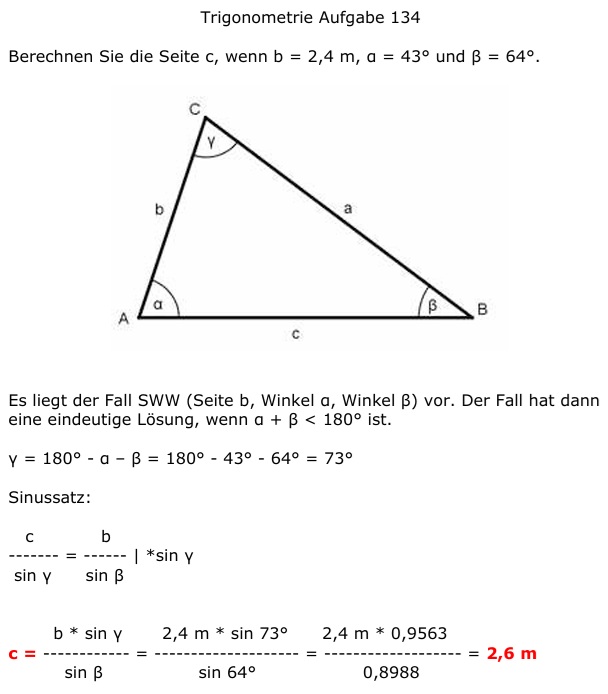 Trigonometrie Aufgabe 134
Berechnen Sie die Seite c, wenn b = 2,4 m, α = 43° und β = 64°.
C
γ
b
a
α
β
A
B
c
Es liegt der Fall SWW (Seite b, Winkel α, Winkel β) vor. Der Fall hat dann
eine eindeutige Lösung, wenn α + β < 180° ist.
γ = 180° - α – β = 180° - 43° - 64° = 73°
Sinussatz:
c b
------- = ------ | *sin γ
sin γ sin β
b * sin γ 2,4 m * sin 73° 2,4 m * 0,9563
c = ------------ = -------------------- = ------------------- = 2,6 m
sin β sin 64° 0,8988